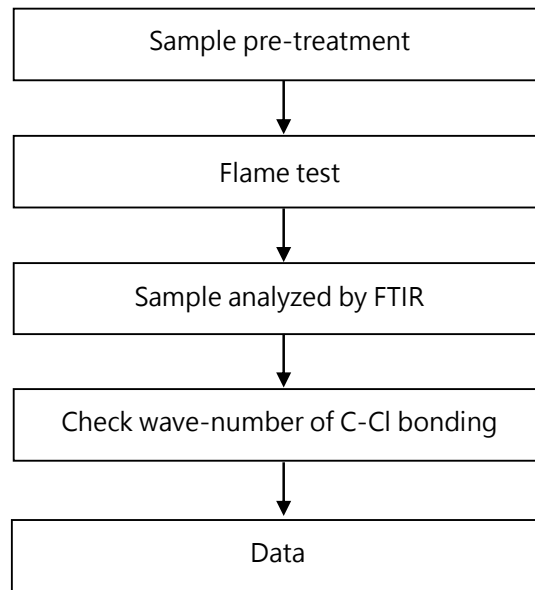 Sample pre-treatment
Flame test
Sample analyzed by FTIR
Check wave-number of C-Cl bonding
Data